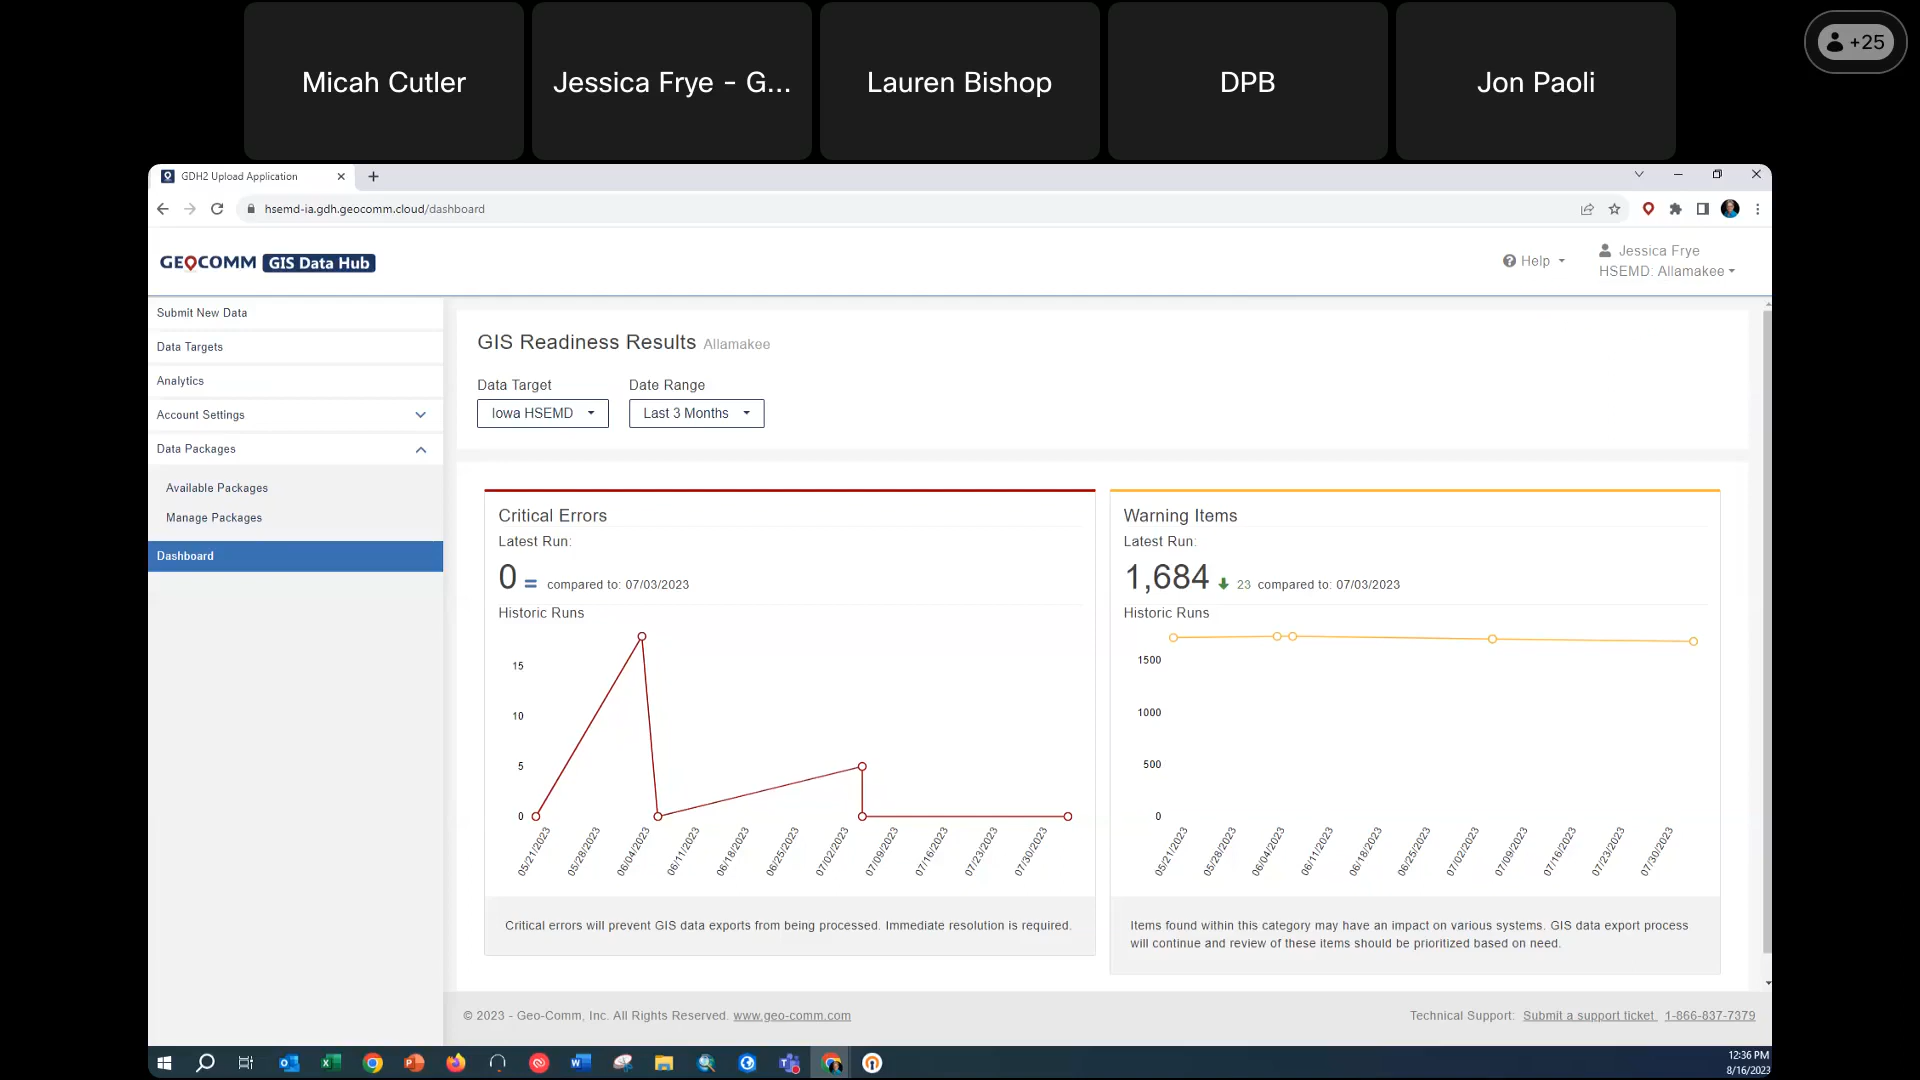 Micah Cutler
Jessica Frye - G...
Lauren Bishop
DPB
Jon Paoli
+25
GDH2 Upload Application
hsemd-ia.gdh.geocomm.cloud/dashboard
GEOCOMM GIS Data Hub
Help
Jessica Frye
HSEMD: Allamakee
Submit New Data
Data Targets
Analytics
Account Settings
Data Packages
Available Packages
Manage Packages
Dashboard
GIS Readiness Results Allamakee
Data Target
Date Range
Iowa HSEMD
Last 3 Months
Critical Errors
Latest Run:
0 = compared to: 07/03/2023
Historic Runs
15
10
5
0
05/21/2023
05/28/2023
06/04/2023
06/11/2023
06/18/2023
06/25/2023
07/02/2023
07/09/2023
07/16/2023
07/23/2023
07/30/2023
Critical errors will prevent GIS data exports from being processed. Immediate resolution is required.
Warning Items
Latest Run:
1,684 23 compared to: 07/03/2023
Historic Runs
1500
1000
500
0
05/21/2023
05/28/2023
06/04/2023
06/11/2023
06/18/2023
06/25/2023
07/02/2023
07/09/2023
07/16/2023
07/23/2023
07/30/2023
Items found within this category may have an impact on various systems. GIS data export process
will continue and review of these items should be prioritized based on need.
© 2023 - Geo-Comm, Inc. All Rights Reserved. www.geo-comm.com
Technical Support: Submit a support ticket 1-866-837-7379
12:36 PM
8/16/2023